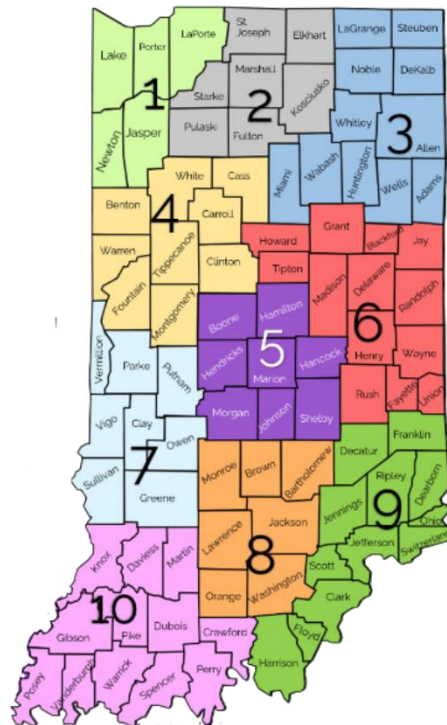 LaPorte
St Joseph
Elkhart
LaGrange
Steuben
Lake
Porter
Noble
DeKalb
Marshall
Starke
Kosciusko
1
2
3
Whitley
Allen
Newton
Jasper
Pulaski
Fulton
White
Cass
Miami
Wabash
Huntington
Wells
Adams
Benton
4
Carroll
Howard
Grant
Blackford
Jay
Warren
Tippecanoe
Clinton
Tipton
Madison
Delaware
Randolph
Fountain
Montgomery
Boone
Hamilton
6
Vermillion
Parke
Putnam
Hendricks
5
Marion
Hancock
Henry
Wayne
Rush
Fayette
Union
Vigo
Clay
Owen
Morgan
Johnson
Shelby
Franklin
7
Sullivan
Greene
Monroe
Brown
Bartholomew
Decatur
Ripley
Dearborn
9
Jennings
Ohio
Switzerland
Jefferson
Lawrence
Jackson
8
Knox
Daviess
Martin
Orange
Washington
Scott
Clark
10
Gibson
Pike
Dubois
Crawford
Floyd
Harrison
Posey
Vanderburgh
Warrick
Spencer
Perry